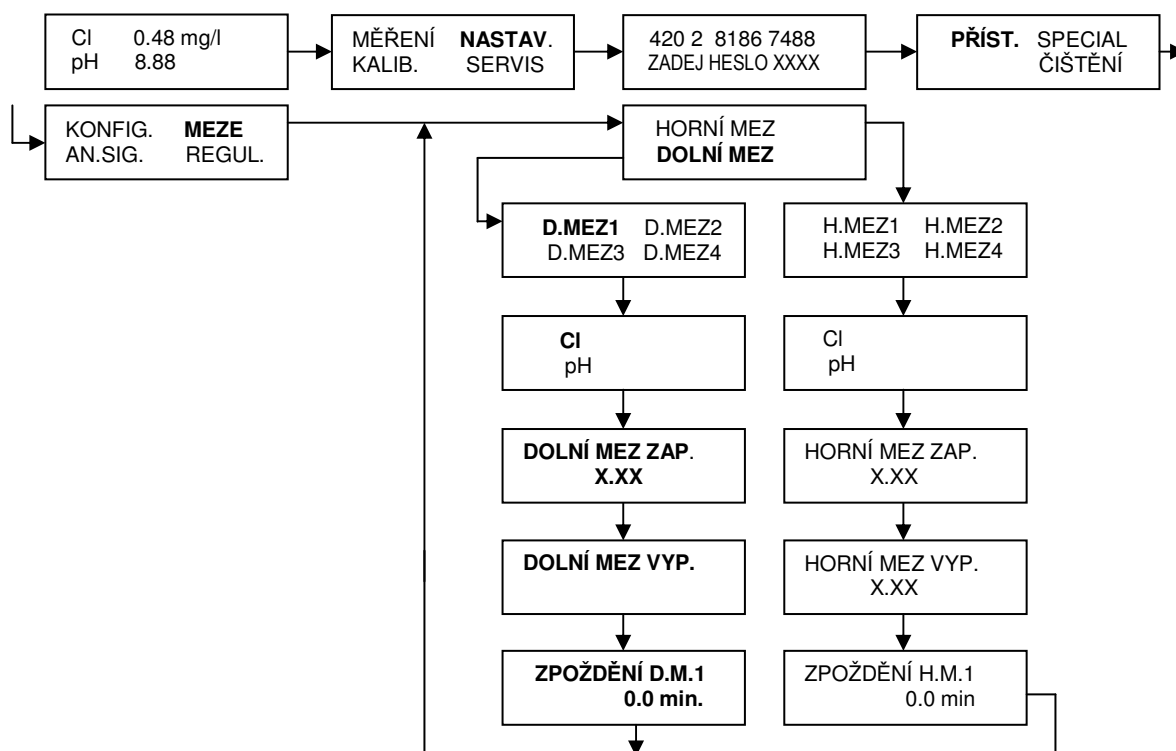 Cl 0.48 mg/l
pH 8.88
MĚŘENÍ NASTAV.
KALIB. SERVIS
420 2 8186 7488
ZADEJ HESLO XXXX
PŘÍST. SPECIAL
ČIŠTĚNÍ
KONFIG. MEZE
AN.SIG. REGUL.
HORNÍ MEZ
DOLNÍ MEZ
D.MEZ1 D.MEZ2
D.MEZ3 D.MEZ4
H.MEZ1 H.MEZ2
H.MEZ3 H.MEZ4
Cl
pH
Cl
pH
DOLNÍ MEZ ZAP.
X.XX
HORNÍ MEZ ZAP.
X.XX
DOLNÍ MEZ VYP.
HORNÍ MEZ VYP.
X.XX
ZPOŽDĚNÍ D.M.1
0.0 min.
ZPOŽDĚNÍ H.M.1
0.0 min